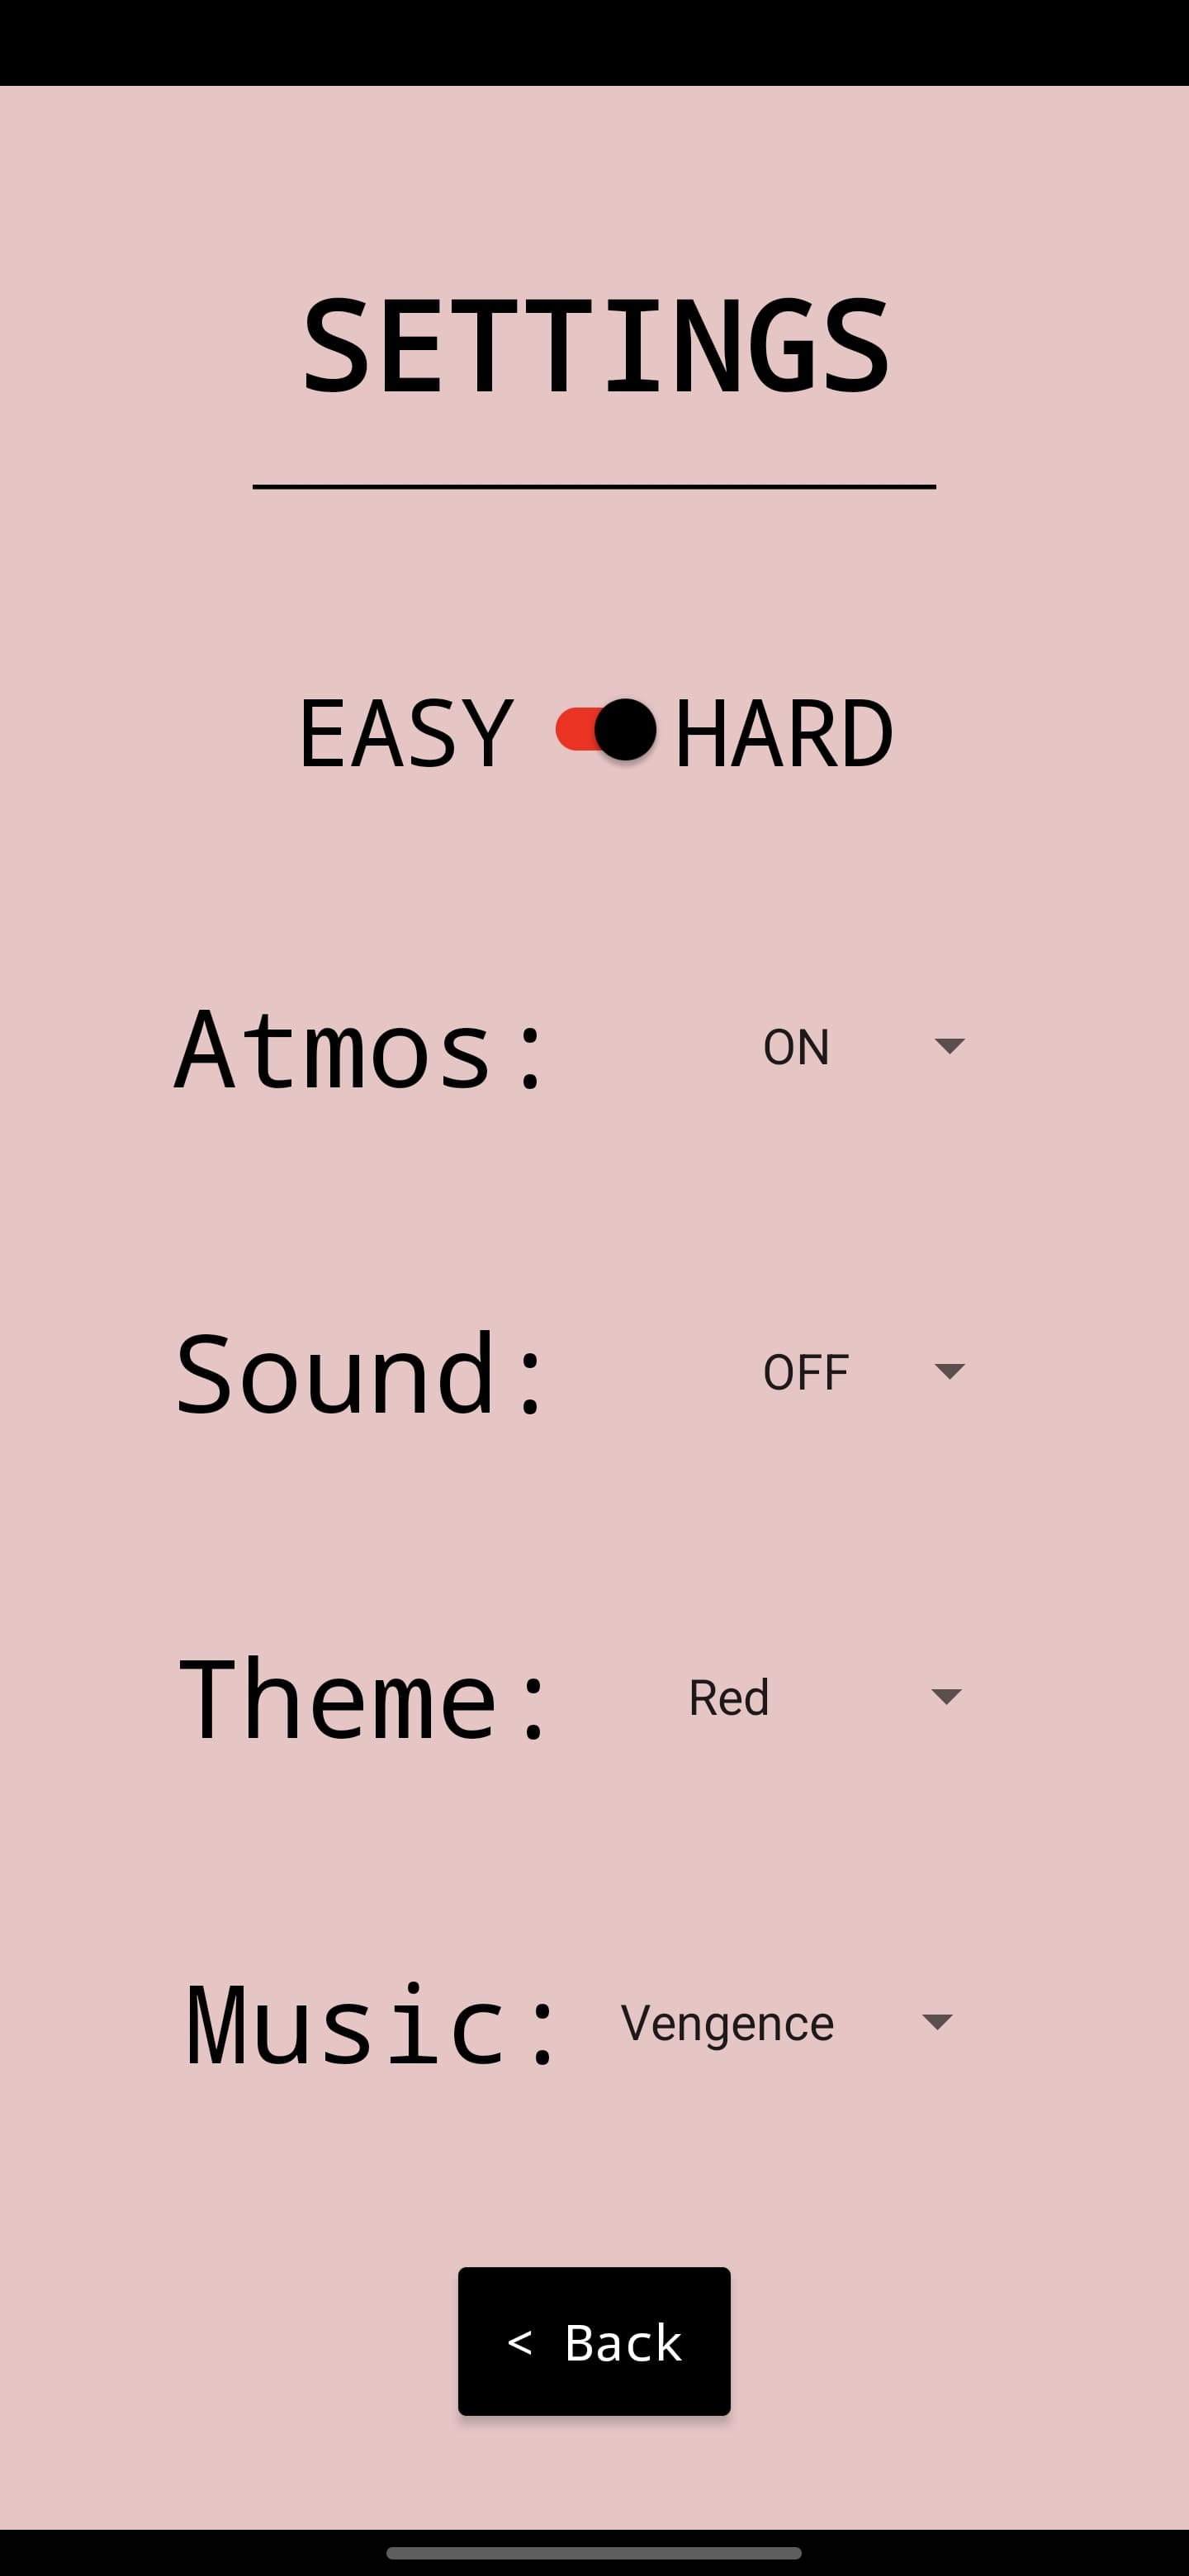 SETTINGS
EASY HARD
Atmos: ON
Sound: OFF
Theme: Red
Music: Vengence
< Back